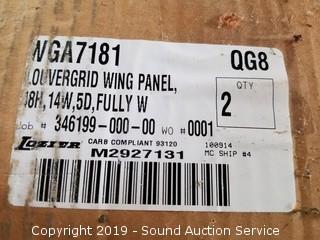 WGA7181 QG8
LOUVERGRID WING PANEL,
48H,14W,5D,FULLY W
QTY
2
Job # 346199-000-00 WO #0001
LOZIER CARB COMPLIANT 93120 100914
M2927131 MC SHIP #4
Copyright 2019 - Sound Auction Service